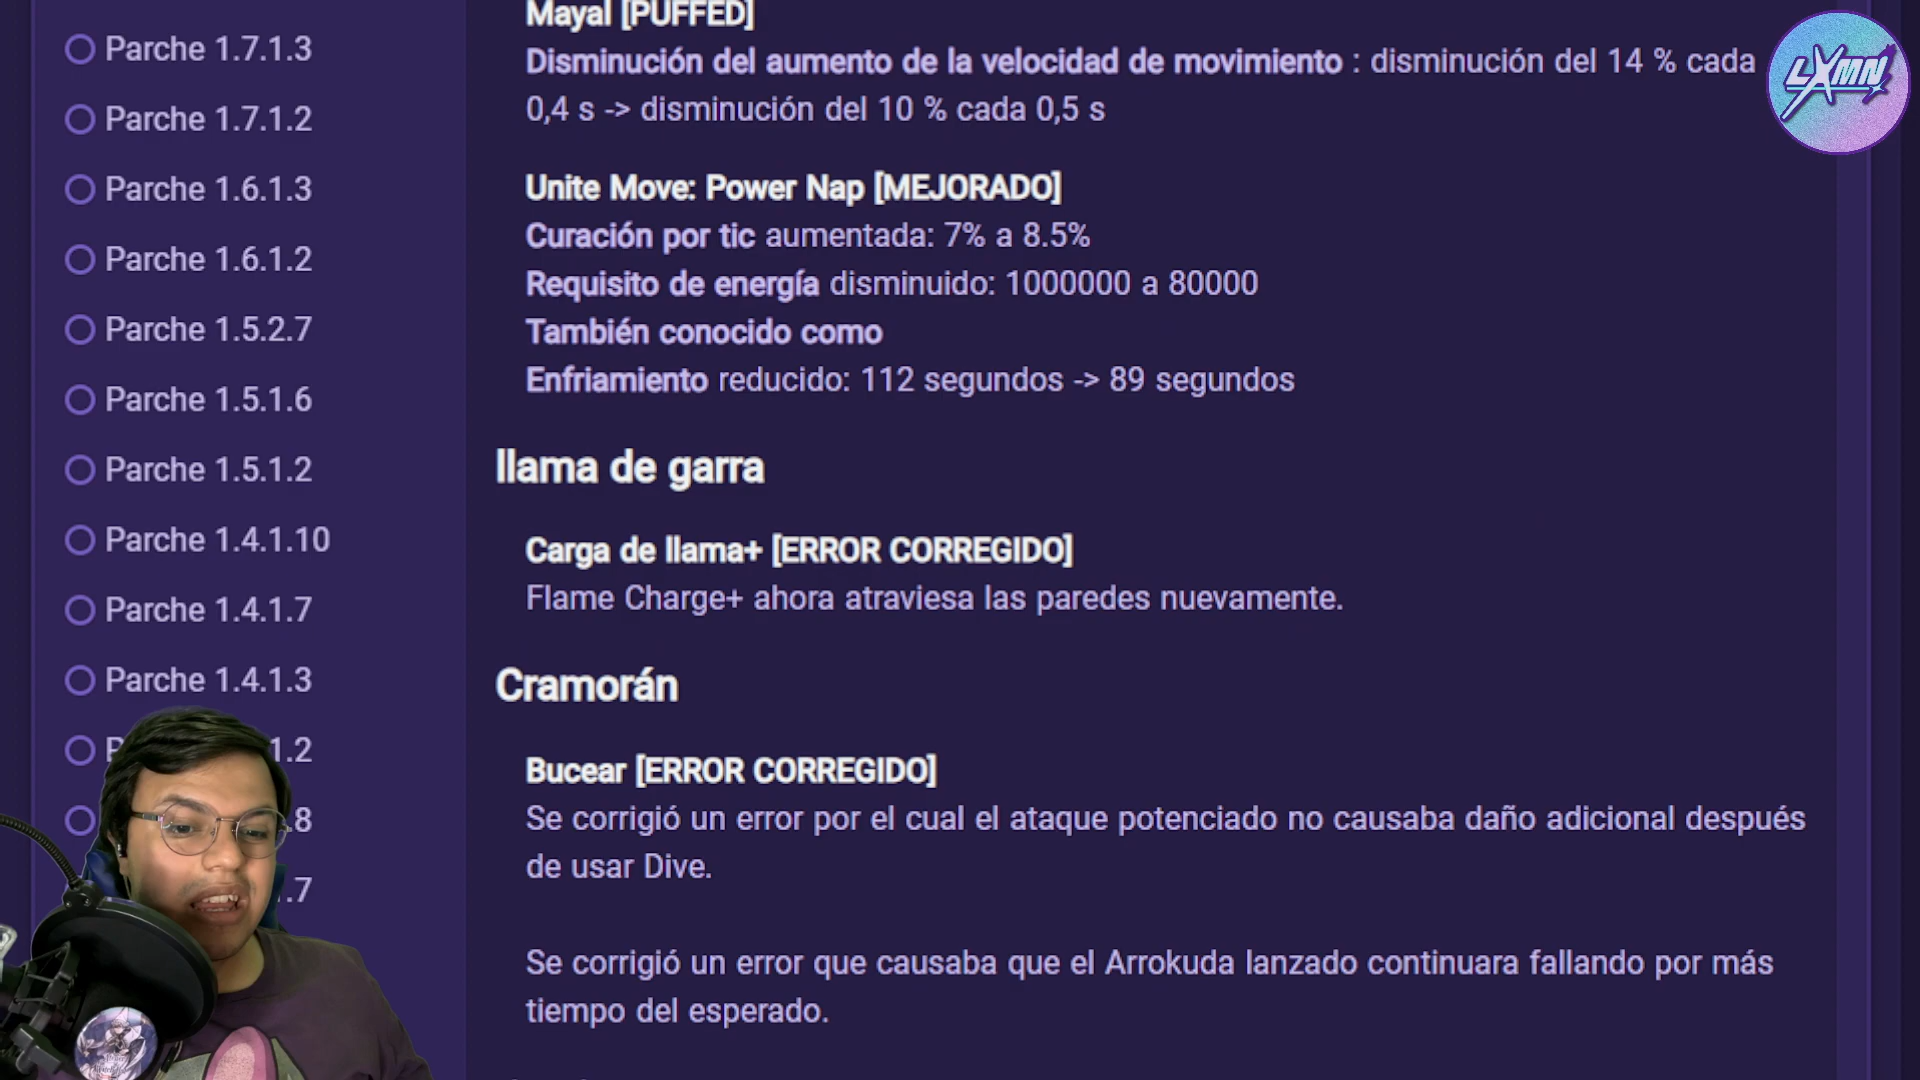 Parche 1.7.1.3
Parche 1.7.1.2
Parche 1.6.1.3
Parche 1.6.1.2
Parche 1.5.2.7
Parche 1.5.1.6
Parche 1.5.1.2
Parche 1.4.1.10
Parche 1.4.1.7
Parche 1.4.1.3
1.2
.8
.7
Mayal [PUFFED]
Disminución del aumento de la velocidad de movimiento : disminución del 14 % cada
0,4 s -> disminución del 10 % cada 0,5 s
Unite Move: Power Nap [MEJORADO]
Curación por tic aumentada: 7% a 8.5%
Requisito de energía disminuido: 1000000 a 80000
También conocido como
Enfriamiento reducido: 112 segundos -> 89 segundos
llama de garra
Carga de llama+ [ERROR CORREGIDO]
Flame Charge+ ahora atraviesa las paredes nuevamente.
Cramorán
Bucear [ERROR CORREGIDO]
Se corrigió un error por el cual el ataque potenciado no causaba daño adicional después
de usar Dive.
Se corrigió un error que causaba que el Arrokuda lanzado continuara fallando por más
tiempo del esperado.
LXMN